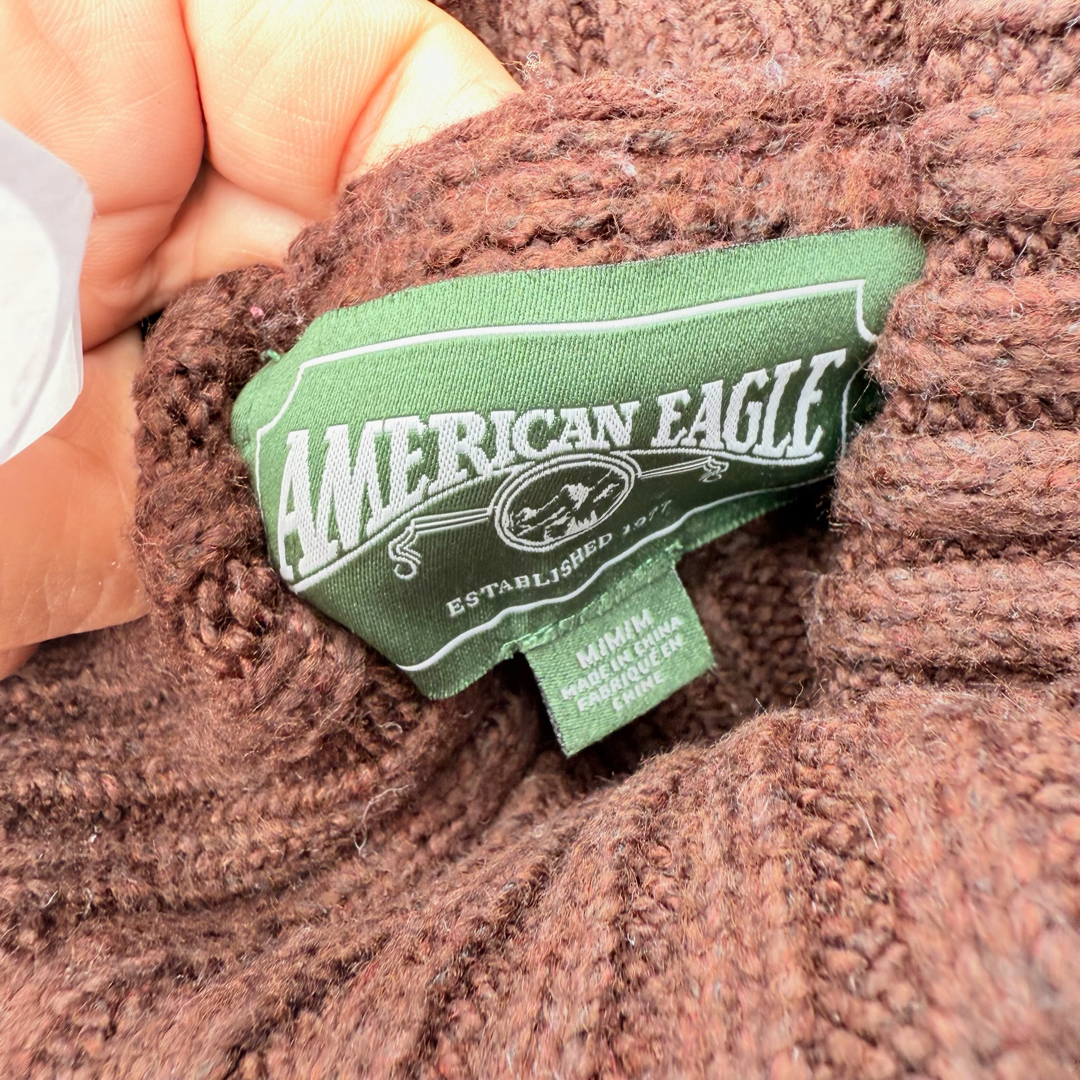 AMERICAN EAGLE
ESTABLISHED 1977
M/M/M
MADE IN CHINA
FABRIQUÉ EN
CHINE